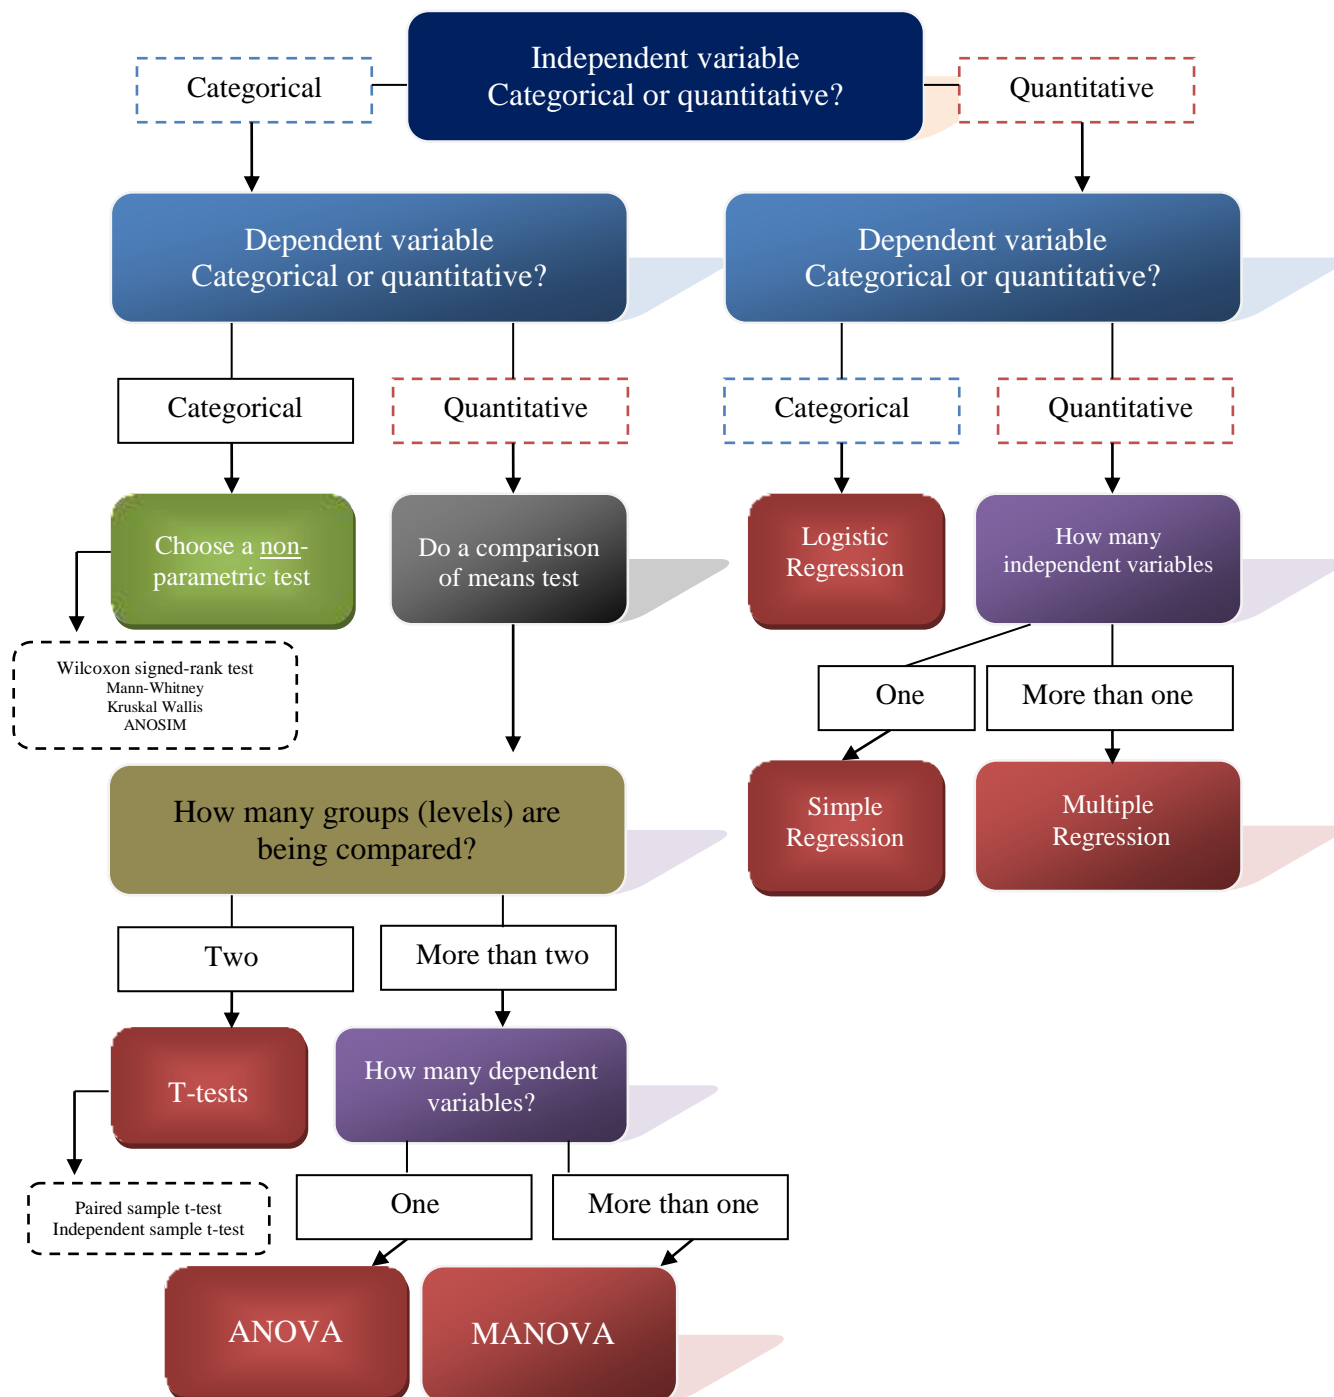 Independent variable
Categorical or quantitative?
Categorical
Quantitative
Dependent variable
Categorical or quantitative?
Dependent variable
Categorical or quantitative?
Categorical
Quantitative
Categorical
Quantitative
Choose a non-
parametric test
Do a comparison
of means test
Logistic
Regression
How many
independent variables
Wilcoxon signed-rank test
Mann-Whitney
Kruskal Wallis
ANOSIM
One
More than one
How many groups (levels) are
being compared?
Simple
Regression
Multiple
Regression
Two
More than two
T-tests
How many dependent
variables?
Paired sample t-test
Independent sample t-test
One
More than one
ANOVA
MANOVA